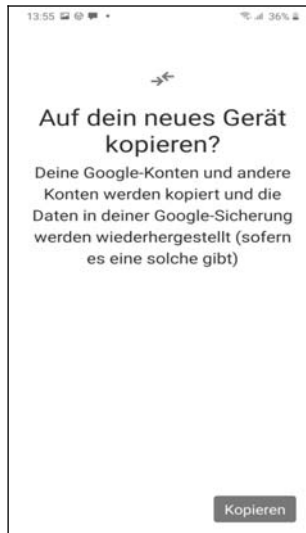 13:55
36%
Auf dein neues Gerät
kopieren?
Deine Google-Konten und andere
Konten werden kopiert und die
Daten in deiner Google-Sicherung
werden wiederhergestellt (sofern
es eine solche gibt)
Kopieren